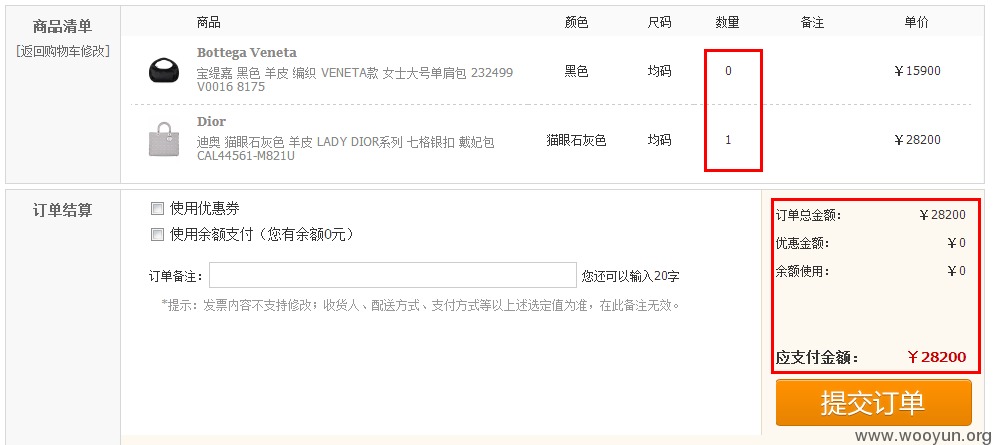 商品清单
[返回购物车修改]
商品 颜色 尺码 数量 备注 单价
Bottega Veneta
宝缇嘉 黑色 羊皮 编织 VENETA款 女士大号单肩包 232499
V0016 8175
黑色 均码 0 ￥15900
Dior
迪奥 猫眼石灰色 羊皮 LADY DIOR系列 七格银扣 戴妃包
CAL44561-M821U
猫眼石灰色 均码 1 ￥28200
订单结算
使用优惠券
使用余额支付（您有余额0元）
订单备注： 您还可以输入20字
*提示：发票内容不支持修改；收货人、配送方式、支付方式等以上述选定值为准，在此备注无效。
订单总金额： ￥28200
优惠金额： ￥0
余额使用： ￥0
应支付金额： ￥28200
提交订单
www.wooyun.org